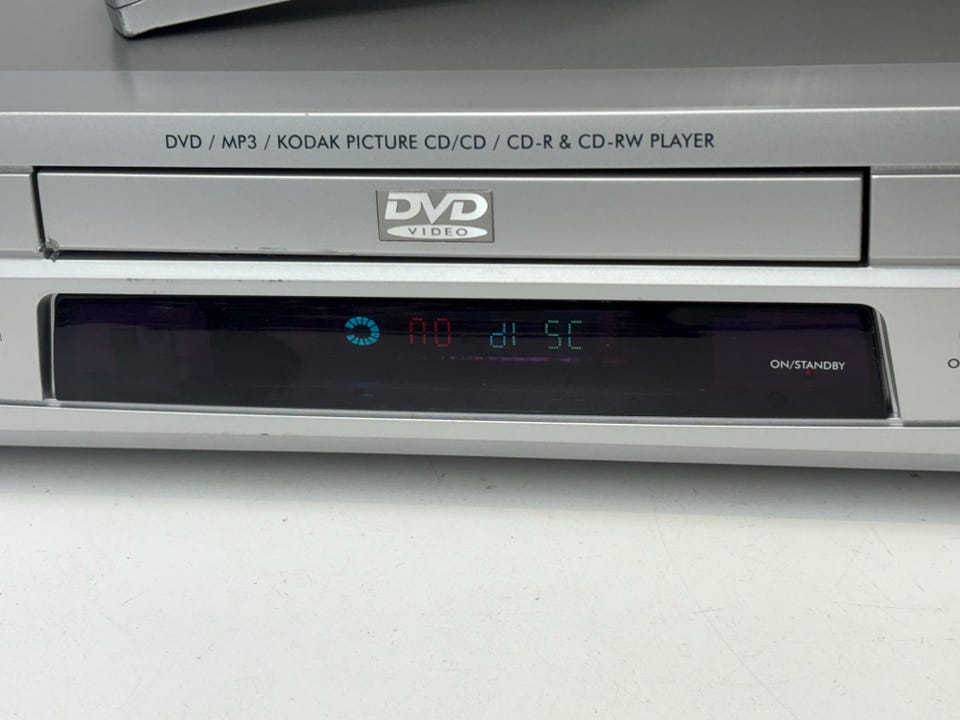 DVD / MP3 / KODAK PICTURE CD/CD / CD-R & CD-RW PLAYER
DVD
VIDEO
NO diSC
ON/STANDBY